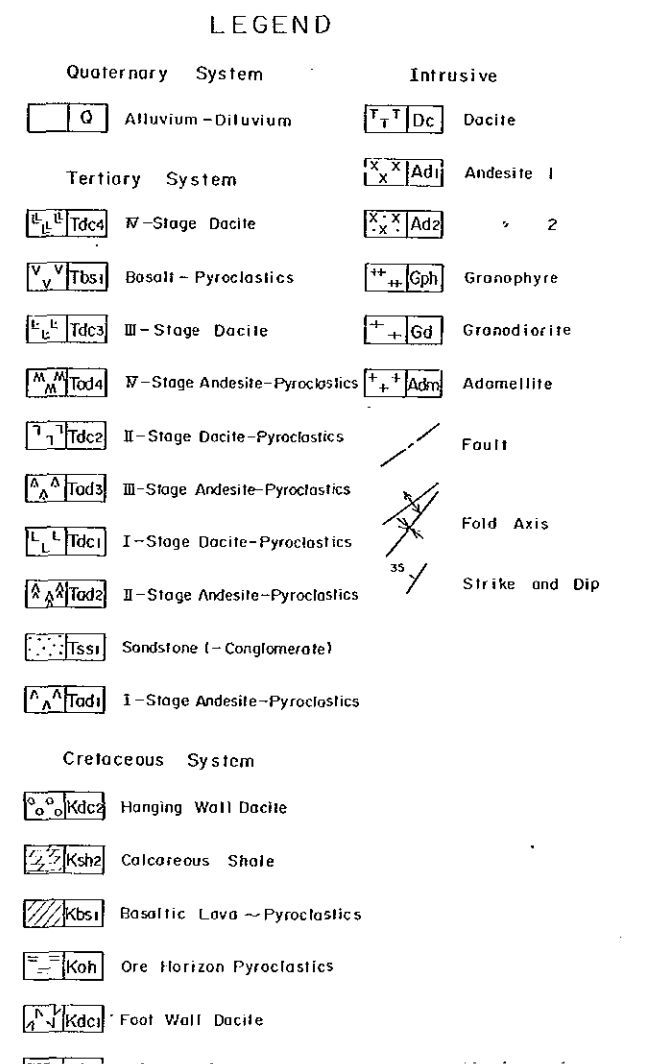 LEGEND
Quaternary System
Q Alluvium-Diluvium
Tertiary System
Tdc4 IV-Stage Dacite
Tbs1 Basalt-Pyroclastics
Tdc3 III-Stage Dacite
Tad4 IV-Stage Andesite-Pyroclastics
Tdc2 II-Stage Dacite-Pyroclastics
Tad3 III-Stage Andesite-Pyroclastics
Tdc1 I-Stage Dacite-Pyroclastics
Tad2 II-Stage Andesite-Pyroclastics
Tss1 Sandstone (-Conglomerate)
Tad1 I-Stage Andesite-Pyroclastics
Cretaceous System
Kdc2 Hanging Wall Dacite
Ksh2 Calcareous Shale
Kbs1 Basaltic Lava ~ Pyroclastics
Koh Ore Horizon Pyroclastics
Kdc1 Foot Wall Dacite
Intrusive
Dc Dacite
Ad1 Andesite 1
Ad2 〃 2
Gph Granophyre
Gd Granodiorite
Adm Adamellite
Fault
Fold Axis
35 Strike and Dip